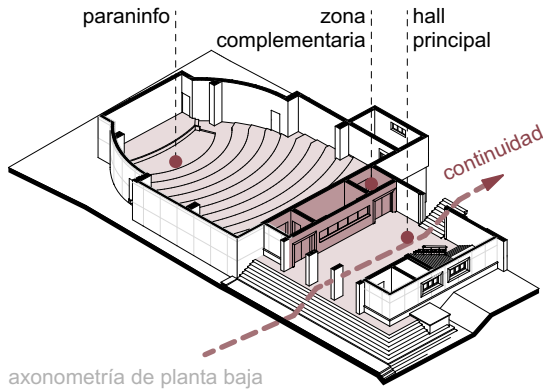 paraninfo
zona
complementaria
hall
principal
continuidad
axonometría de planta baja